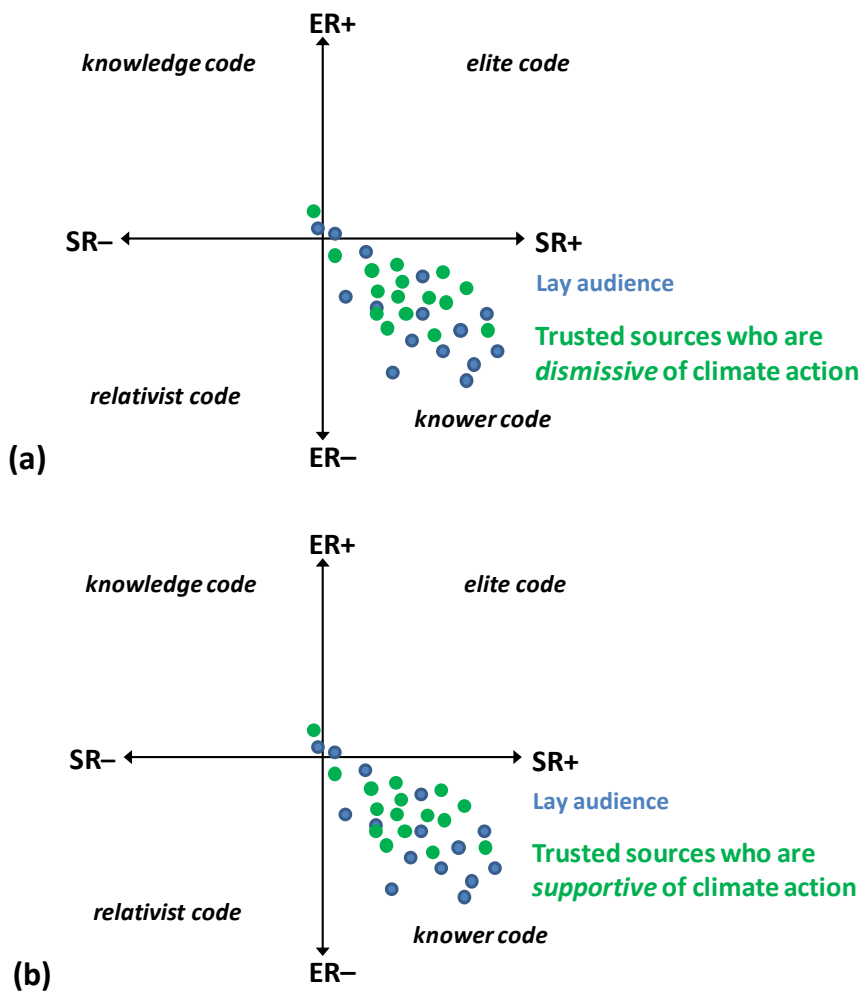 ER+
knowledge code
elite code
SR–
SR+
Lay audience
Trusted sources who are
dismissive of climate action
relativist code
knower code
(a)
ER–
ER+
knowledge code
elite code
SR–
SR+
Lay audience
Trusted sources who are
supportive of climate action
relativist code
knower code
(b)
ER–